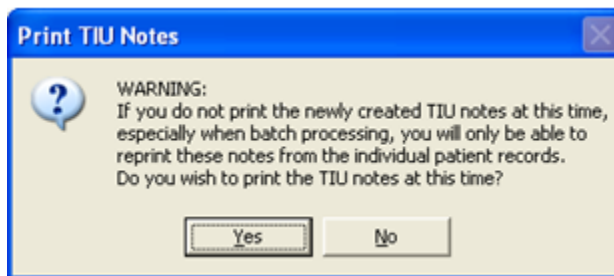 Print TIU Notes
WARNING:
If you do not print the newly created TIU notes at this time,
especially when batch processing, you will only be able to
reprint these notes from the individual patient records.
Do you wish to print the TIU notes at this time?
Yes No